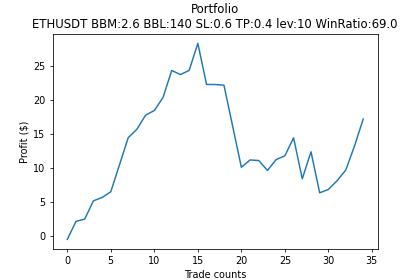 Portfolio
ETHUSDT BBM:2.6 BBL:140 SL:0.6 TP:0.4 lev:10 WinRatio:69.0
Profit ($)
25
20
15
10
5
0
0 5 10 15 20 25 30 35
Trade counts